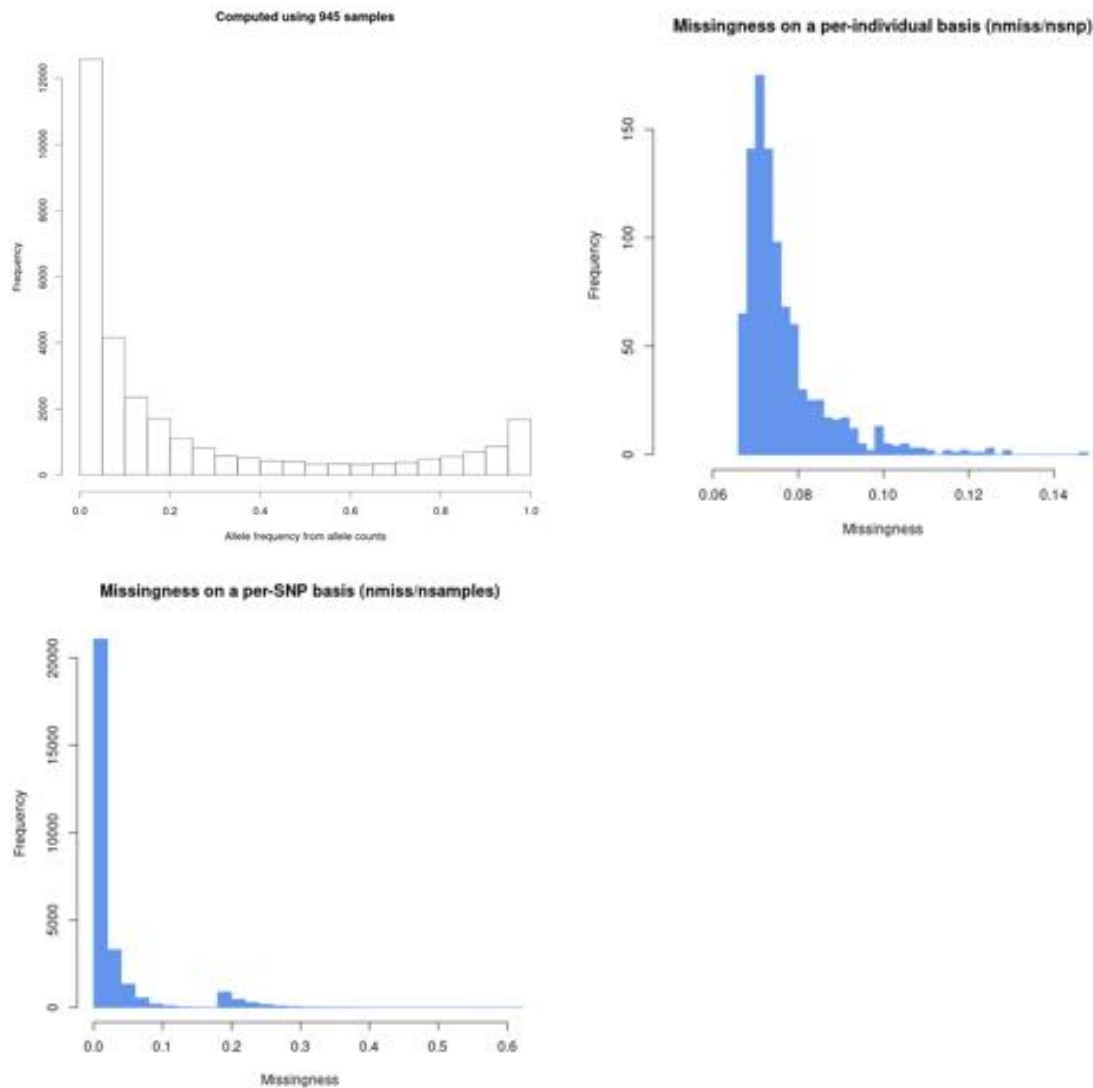 Computed using 945 samples
Frequency
0
2000
4000
6000
8000
10000
12000
0.0 0.2 0.4 0.6 0.8 1.0
Allele frequency from allele counts
Missingness on a per-individual basis (nmiss/nsnp)
Frequency
0
50
100
150
0.06 0.08 0.10 0.12 0.14
Missingness
Missingness on a per-SNP basis (nmiss/nsamples)
Frequency
0
5000
10000
15000
20000
0.0 0.1 0.2 0.3 0.4 0.5 0.6
Missingness